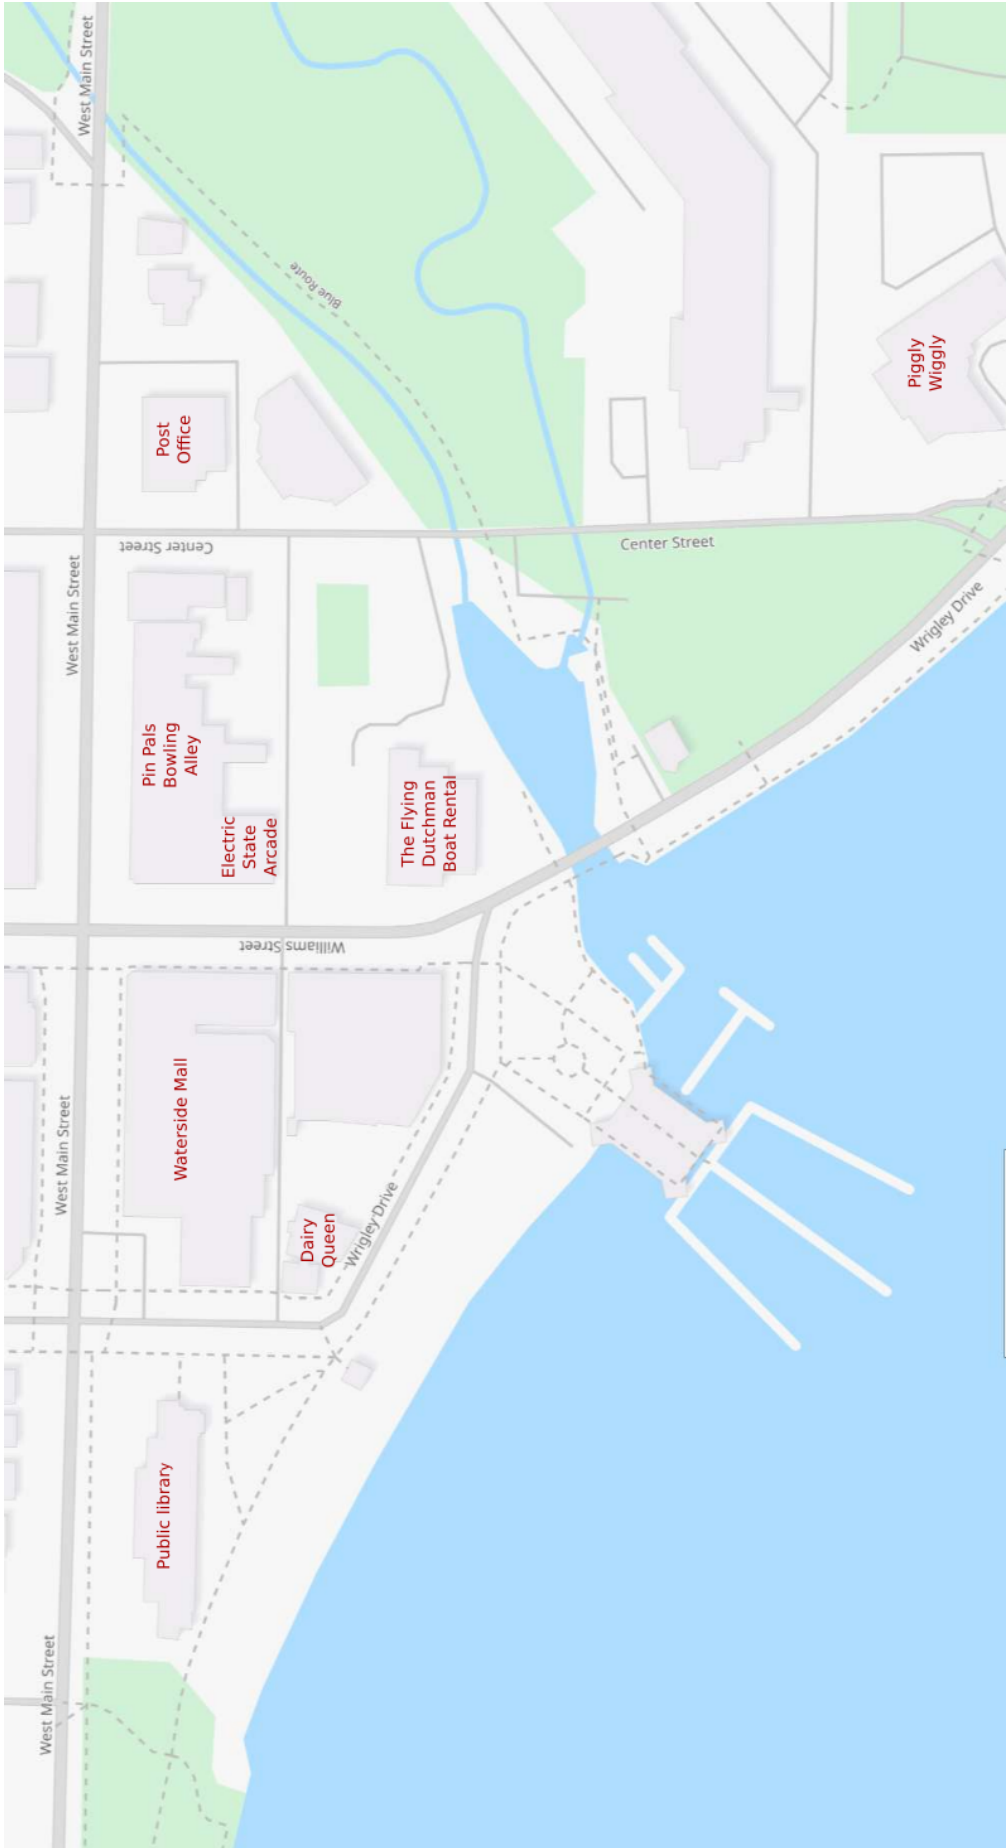 West Main Street
West Main Street
West Main Street
West Main Street
Public library
Waterside Mall
Dairy
Queen
Wrigley Drive
Williams Street
Electric
State
Arcade
Pin Pals
Bowling
Alley
The Flying
Dutchman
Boat Rental
Center Street
Post
Office
Blue Route
Center Street
Wrigley Drive
Piggly
Wiggly